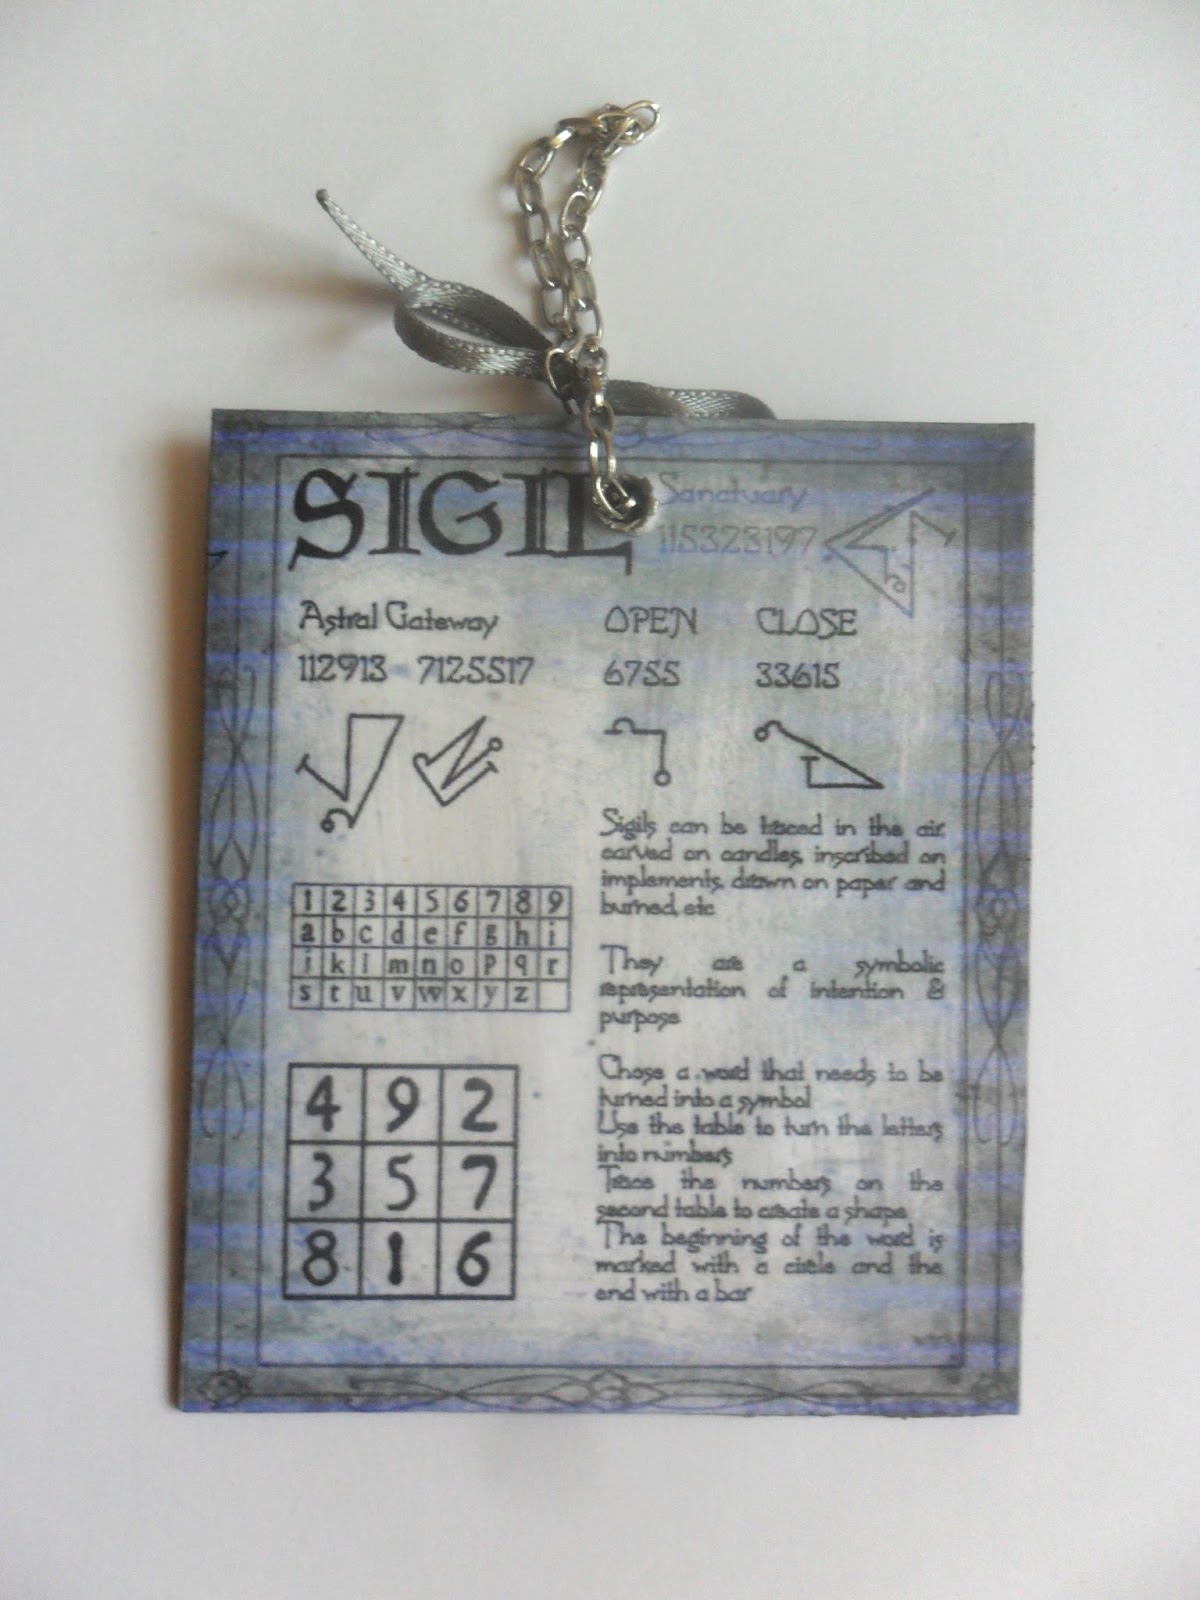 SIGIL
Sanctuary
115323197
Astral Gateway
112913 7125517
OPEN CLOSE
6755 33615
Sigils can be traced in the air
carved on candles, inscribed on
implements, drawn on paper and
burned, etc
They are a symbolic
representation of intention &
purpose
1 2 3 4 5 6 7 8 9
a b c d e f g h i
j k l m n o p q r
s t u v w x y z
4 9 2
3 5 7
8 1 6
Chose a word that needs to be
turned into a symbol
Use the table to turn the letters
into numbers
Trace the numbers on the
second table to create a shape
The beginning of the word is
marked with a circle and the
end with a bar